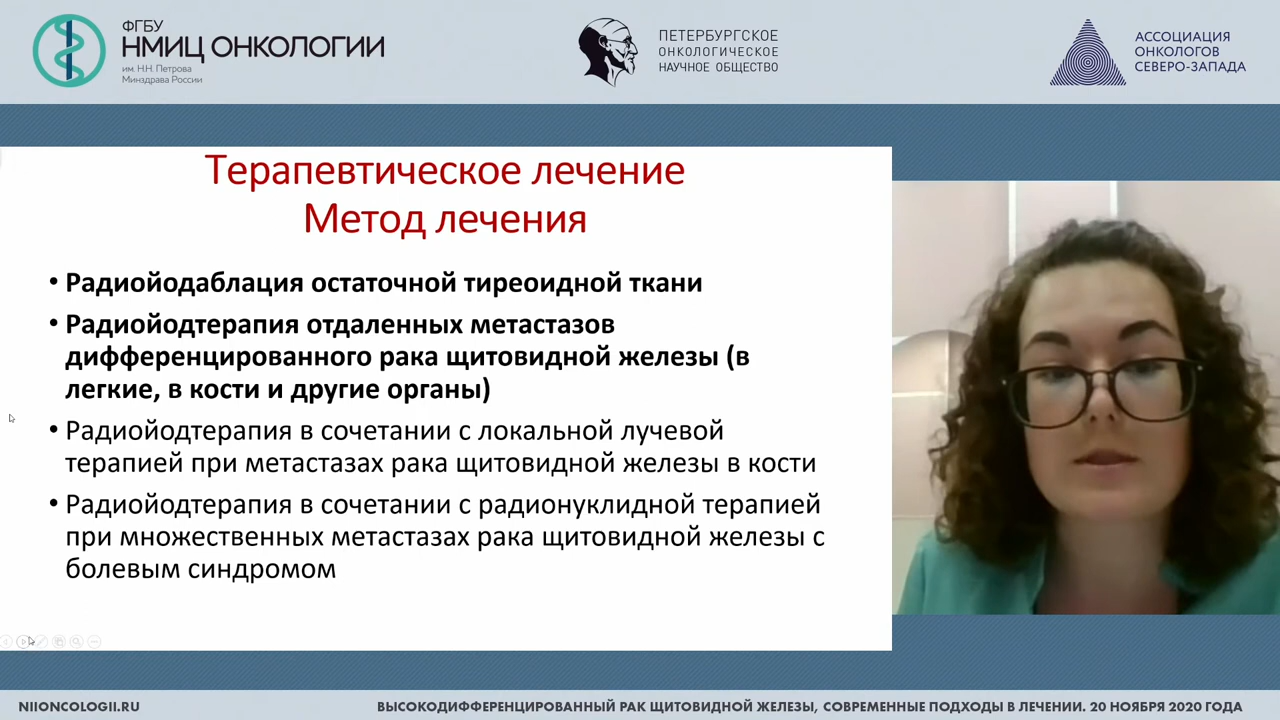 ФГБУ
НМИЦ ОНКОЛОГИИ
им. Н.Н. Петрова
Минздрава России
ПЕТЕРБУРГСКОЕ
ОНКОЛОГИЧЕСКОЕ
НАУЧНОЕ ОБЩЕСТВО
АССОЦИАЦИЯ
ОНКОЛОГОВ
СЕВЕРО-ЗАПАДА
Терапевтическое лечение
Метод лечения
• Радиойодаблация остаточной тиреоидной ткани
• Радиойодтерапия отдаленных метастазов
дифференцированного рака щитовидной железы (в
легкие, в кости и другие органы)
• Радиойодтерапия в сочетании с локальной лучевой
терапией при метастазах рака щитовидной железы в кости
• Радиойодтерапия в сочетании с радионуклидной терапией
при множественных метастазах рака щитовидной железы с
болевым синдромом
NIIONCOLOGII.RU
ВЫСОКОДИФФЕРЕНЦИРОВАННЫЙ РАК ЩИТОВИДНОЙ ЖЕЛЕЗЫ, СОВРЕМЕННЫЕ ПОДХОДЫ В ЛЕЧЕНИИ. 20 НОЯБРЯ 2020 ГОДА